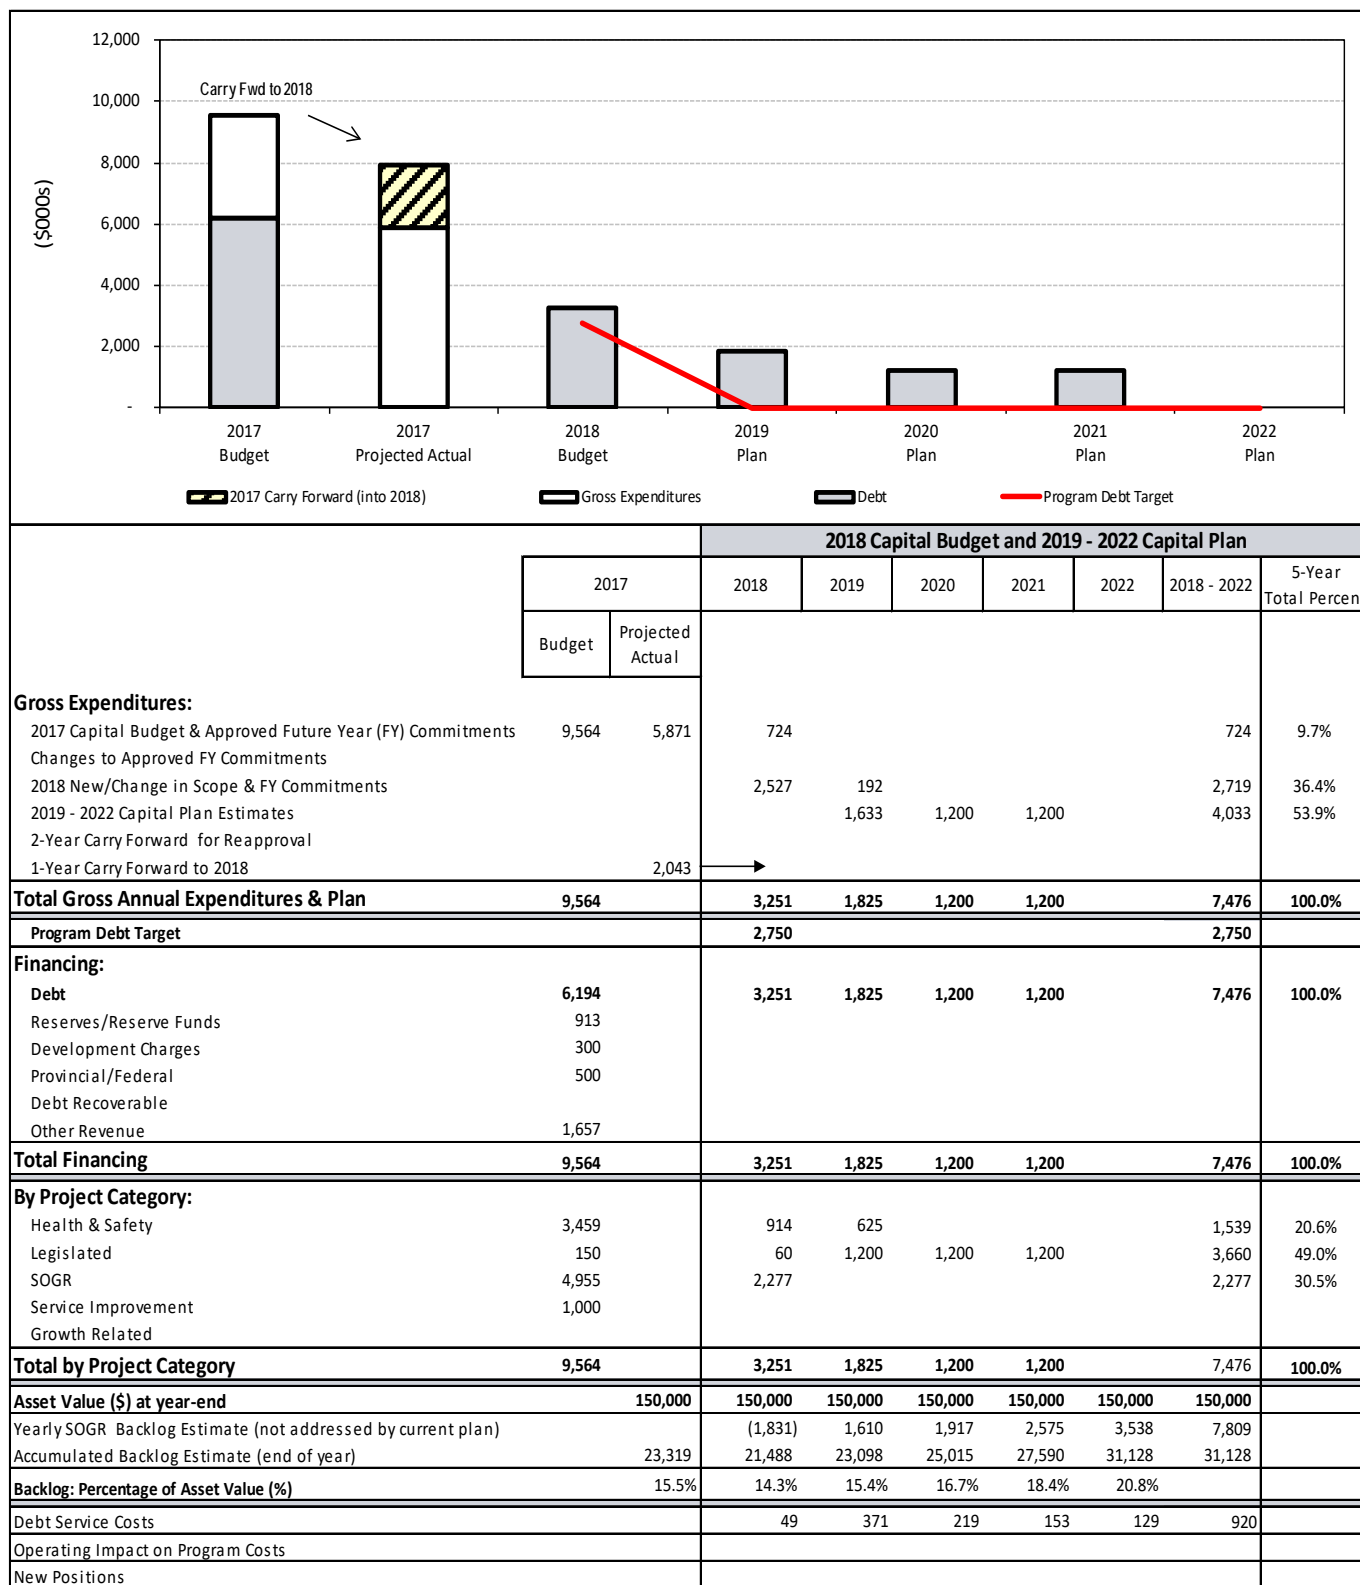 12,000
Carry Fwd to 2018
10,000
8,000
6,000
4,000
2,000
-
($000s)
2017 2017 2018 2019 2020 2021 2022
Budget Projected Actual Budget Plan Plan Plan Plan
2017 Carry Forward (into 2018) Gross Expenditures Debt Program Debt Target
2018 Capital Budget and 2019 - 2022 Capital Plan
2017 2018 2019 2020 2021 2022 2018 - 2022 5-Year
Total Percen
Budget Projected
Actual
Gross Expenditures:
2017 Capital Budget & Approved Future Year (FY) Commitments 9,564 5,871 724 724 9.7%
Changes to Approved FY Commitments
2018 New/Change in Scope & FY Commitments 2,527 192 2,719 36.4%
2019 - 2022 Capital Plan Estimates 1,633 1,200 1,200 4,033 53.9%
2-Year Carry Forward for Reapproval
1-Year Carry Forward to 2018 2,043
Total Gross Annual Expenditures & Plan 9,564 3,251 1,825 1,200 1,200 7,476 100.0%
Program Debt Target 2,750 2,750
Financing:
Debt 6,194 3,251 1,825 1,200 1,200 7,476 100.0%
Reserves/Reserve Funds 913
Development Charges 300
Provincial/Federal 500
Debt Recoverable
Other Revenue 1,657
Total Financing 9,564 3,251 1,825 1,200 1,200 7,476 100.0%
By Project Category:
Health & Safety 3,459 914 625 1,539 20.6%
Legislated 150 60 1,200 1,200 1,200 3,660 49.0%
SOGR 4,955 2,277 2,277 30.5%
Service Improvement 1,000
Growth Related
Total by Project Category 9,564 3,251 1,825 1,200 1,200 7,476 100.0%
Asset Value ($) at year-end 150,000 150,000 150,000 150,000 150,000 150,000 150,000
Yearly SOGR Backlog Estimate (not addressed by current plan) (1,831) 1,610 1,917 2,575 3,538 7,809
Accumulated Backlog Estimate (end of year) 23,319 21,488 23,098 25,015 27,590 31,128 31,128
Backlog: Percentage of Asset Value (%) 15.5% 14.3% 15.4% 16.7% 18.4% 20.8%
Debt Service Costs 49 371 219 153 129 920
Operating Impact on Program Costs
New Positions